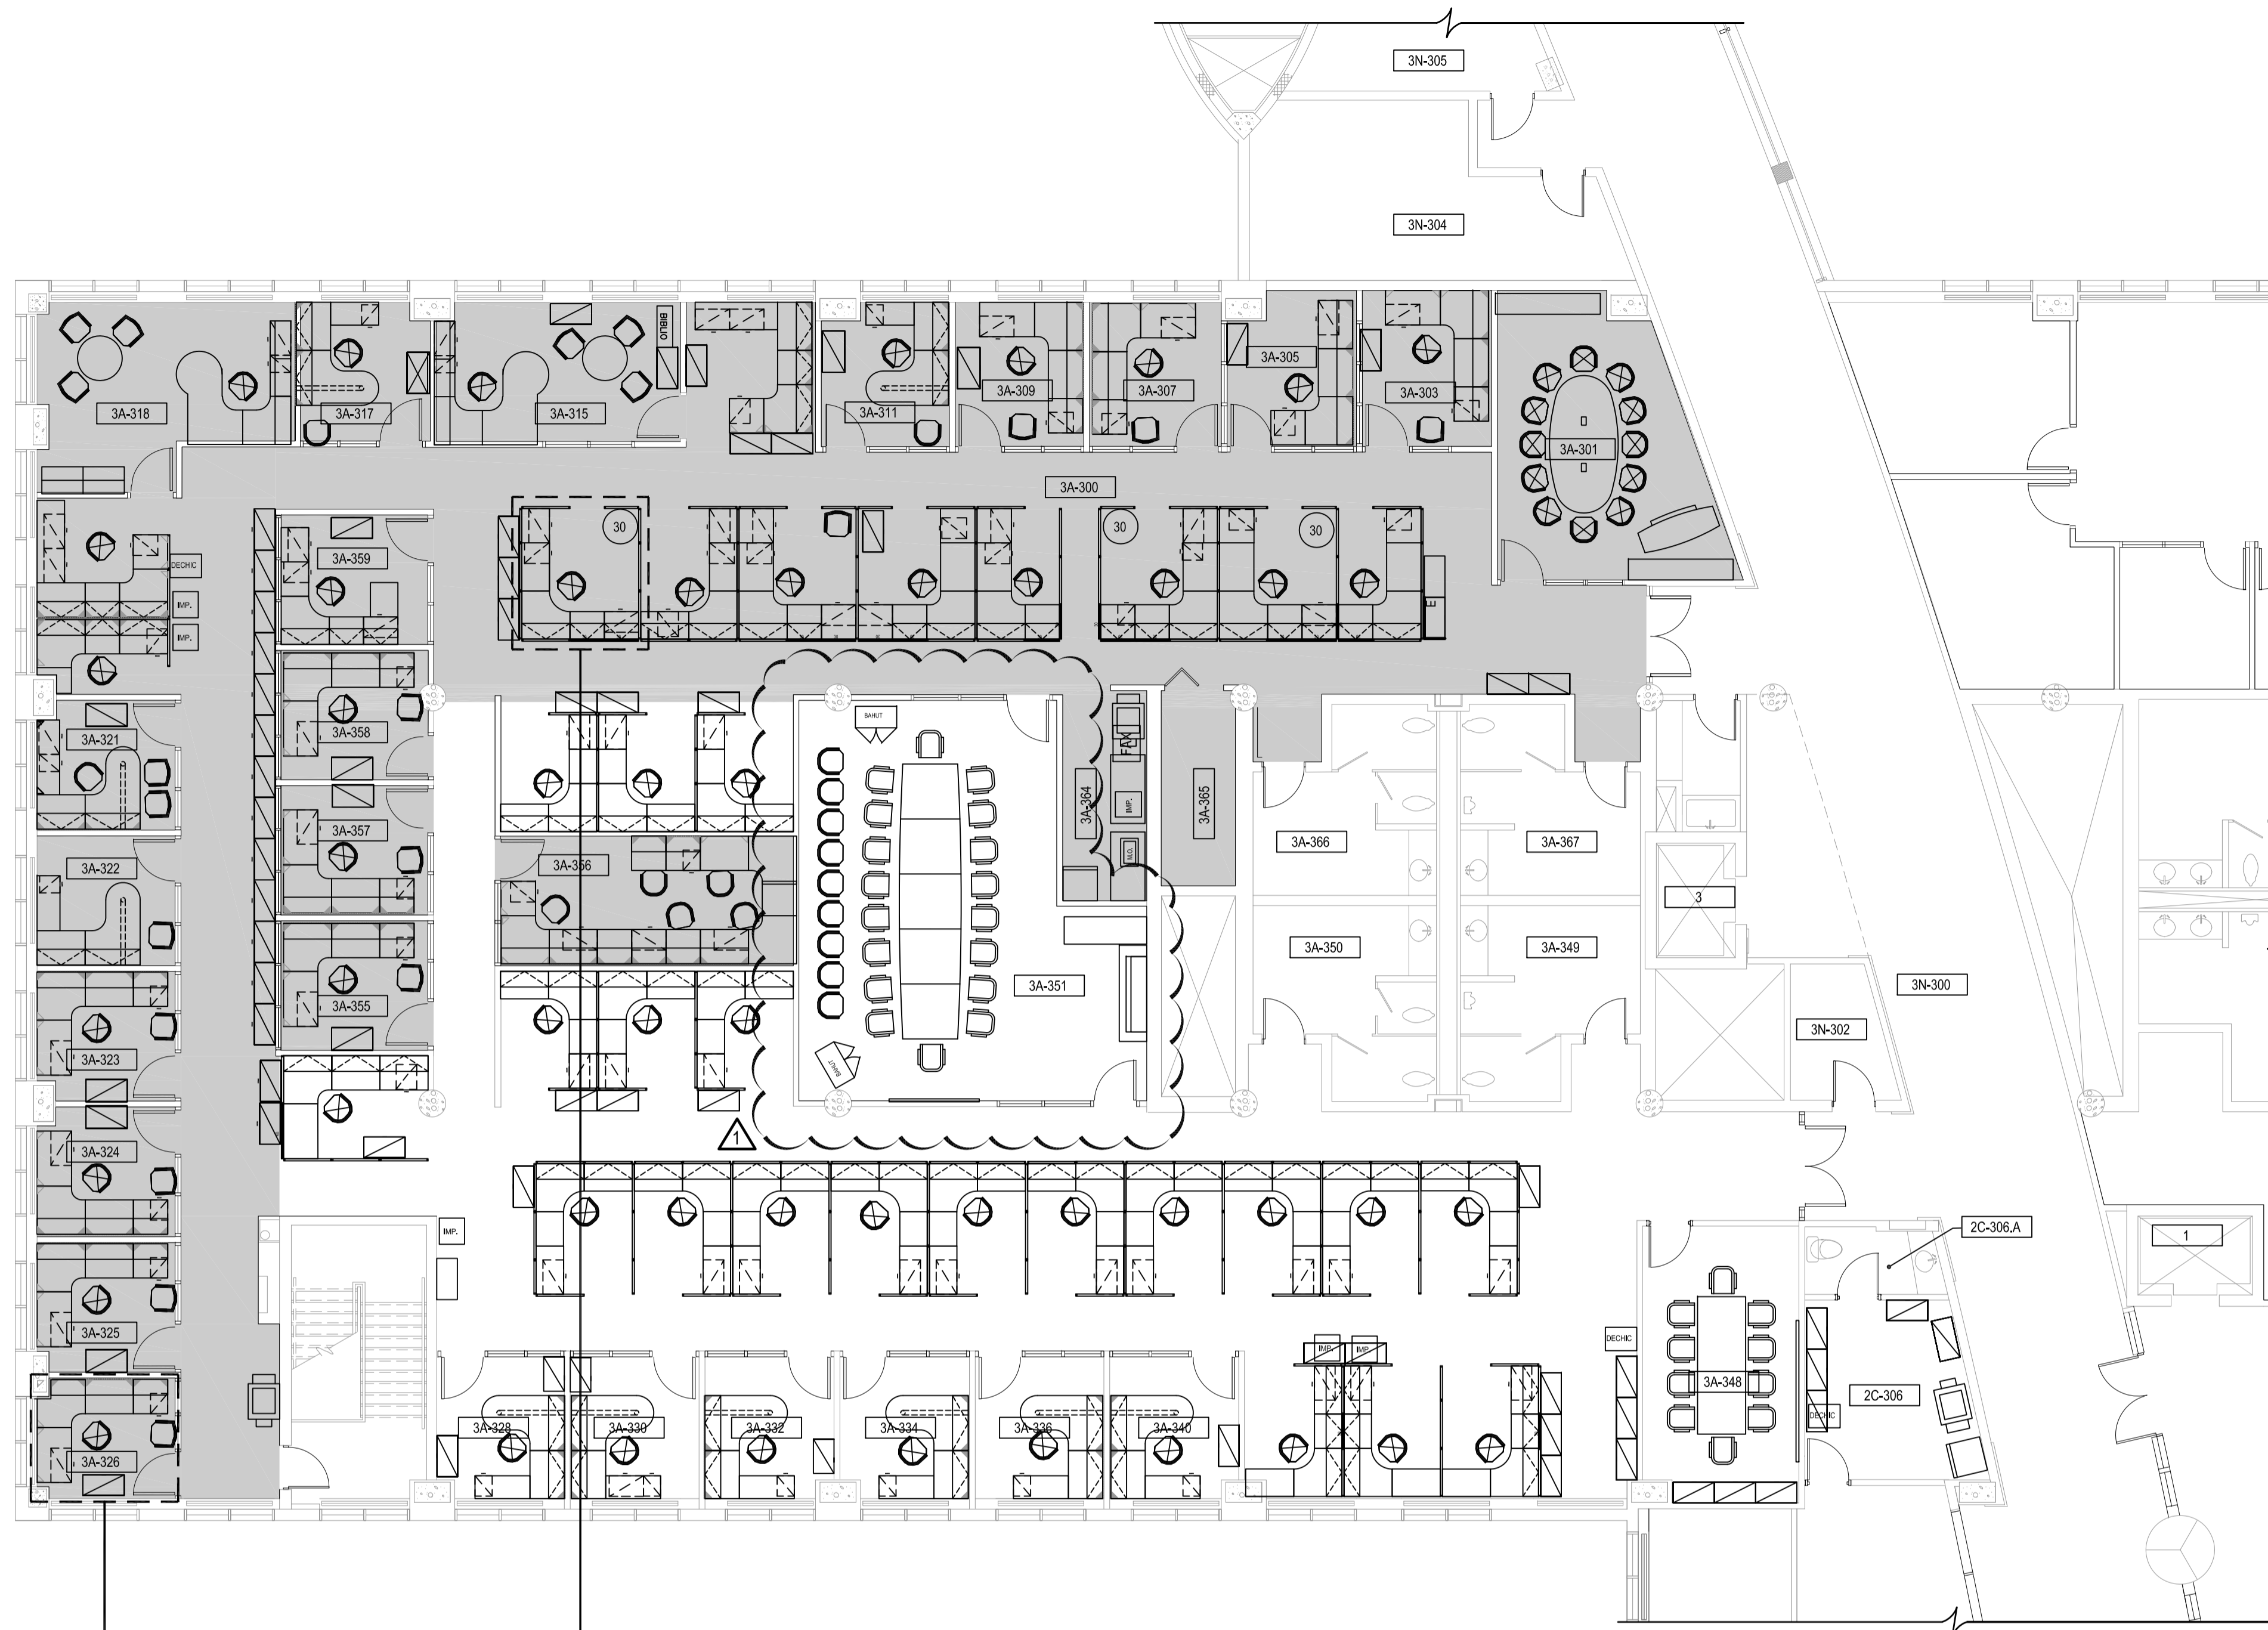 3N-305
3N-304
BIBLIO
3A-305
3A-309
3A-307
3A-303
3A-318
3A-317
3A-315
3A-311
3A-301
3A-300
30
30
30
3A-359
DECHIC
IMP.
IMP.
E
BAHUT
3A-321
3A-358
FAX
3A-364
IMP.
3A-365
3A-357
M.O.
3A-366
3A-367
3A-322
3A-356
3
3A-350
3A-349
3A-351
3N-300
3A-355
3N-302
3A-323
BAHUT
1
3A-324
IMP.
2C-306.A
1
3A-325
DECHIC
IMP.
IMP.
3A-348
2C-306
DECHIC
3A-328
3A-330
3A-332
3A-334
3A-336
3A-340
3A-326